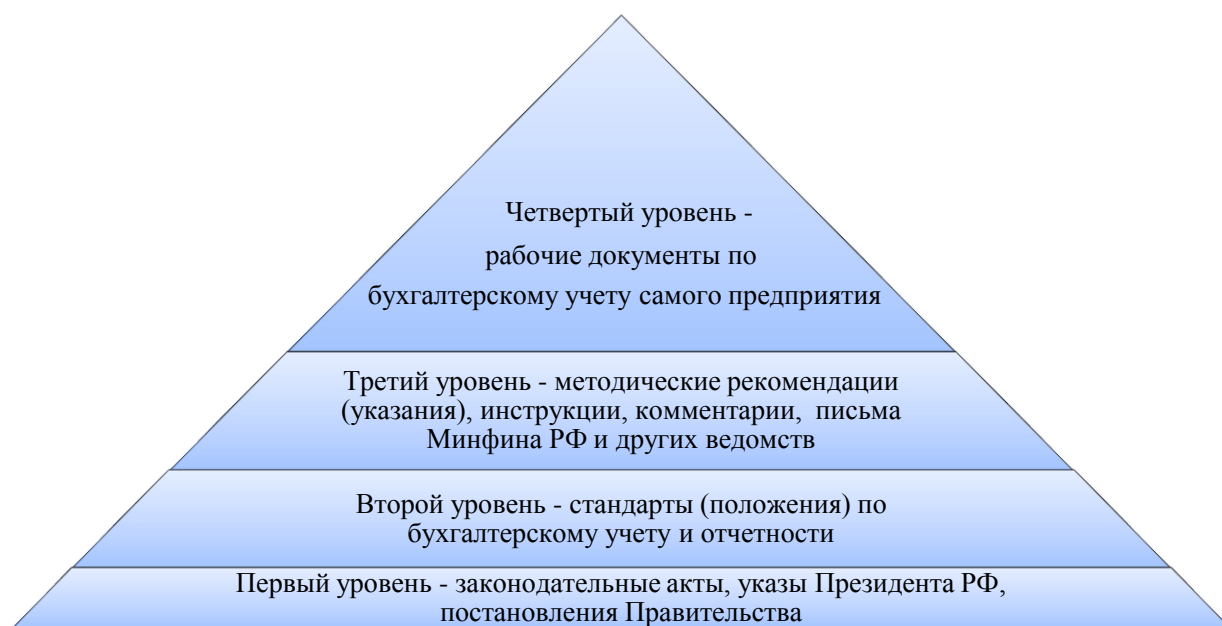 Четвертый уровень -
рабочие документы по
бухгалтерскому учету самого предприятия
Третий уровень - методические рекомендации
(указания), инструкции, комментарии, письма
Минфина РФ и других ведомств
Второй уровень - стандарты (положения) по
бухгалтерскому учету и отчетности
Первый уровень - законодательные акты, указы Президента РФ,
постановления Правительства